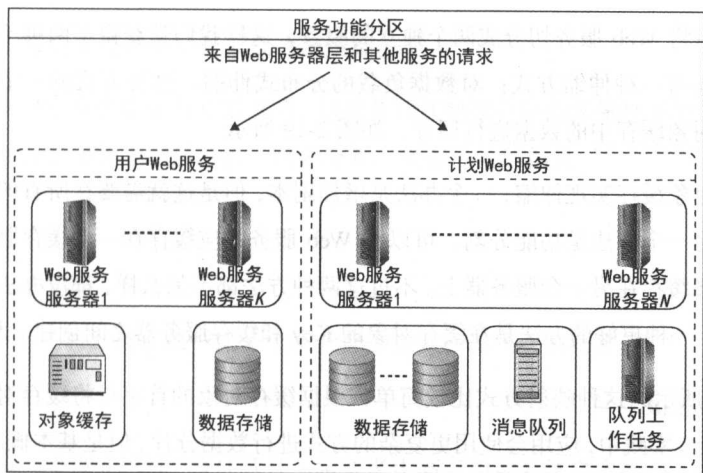 服务功能分区
来自Web服务器层和其他服务的请求
用户Web服务
计划Web服务
Web服务
服务器1
Web服务
服务器K
Web服务
服务器1
Web服务
服务器N
对象缓存
数据存储
数据存储
消息队列
队列工
作任务